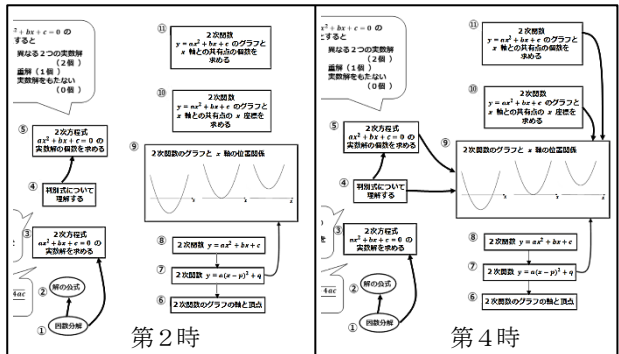 ² + bx + c = 0 の
とすると
異なる２つの実数解
（２個）
重解（１個）
実数解をもたない
（０個）
⑤
２次方程式
ax² + bx + c = 0 の
実数解の個数を求める
④
判別式について
理解する
③
２次方程式
ax² + bx + c = 0 の
実数解を求める
② 解の公式
4ac
① 因数分解
⑪
２次関数
y = ax² + bx + c のグラフと
x 軸との共有点の個数を
求める
⑩
２次関数
y = ax² + bx + c のグラフと
x 軸との共有点の x 座標を
求める
⑨
２次関数のグラフと x 軸の位置関係
x x x
⑧ ２次関数 y = ax² + bx + c
⑦ ２次関数 y = a(x − p)² + q
⑥ ２次関数のグラフの軸と頂点
第２時
² + bx + c = 0 の
とすると
異なる２つの実数解
（２個）
重解（１個）
実数解をもたない
（０個）
⑤
２次方程式
ax² + bx + c = 0 の
実数解の個数を求める
④
判別式について
理解する
③
２次方程式
ax² + bx + c = 0 の
実数解を求める
② 解の公式
4ac
① 因数分解
⑪
２次関数
y = ax² + bx + c のグラフと
x 軸との共有点の個数を
求める
⑩
２次関数
y = ax² + bx + c のグラフと
x 軸との共有点の x 座標を
求める
⑨
２次関数のグラフと x 軸の位置関係
x x x
⑧ ２次関数 y = ax² + bx + c
⑦ ２次関数 y = a(x − p)² + q
⑥ ２次関数のグラフの軸と頂点
第４時